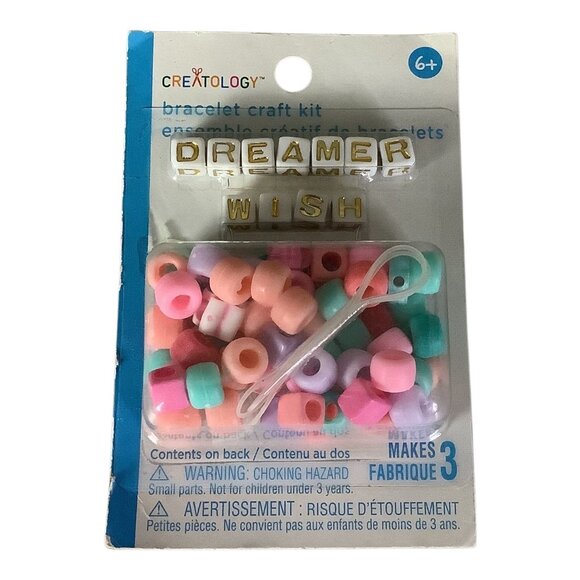 CREATOLOGY™
6+
bracelet craft kit
ensemble créatif de bracelets
DREAMER
WISH
Contents on back / Contenu au dos
MAKES
FABRIQUE 3
⚠ WARNING: CHOKING HAZARD
Small parts. Not for children under 3 years.
⚠ AVERTISSEMENT : RISQUE D'ÉTOUFFEMENT
Petites pièces. Ne convient pas aux enfants de moins de 3 ans.